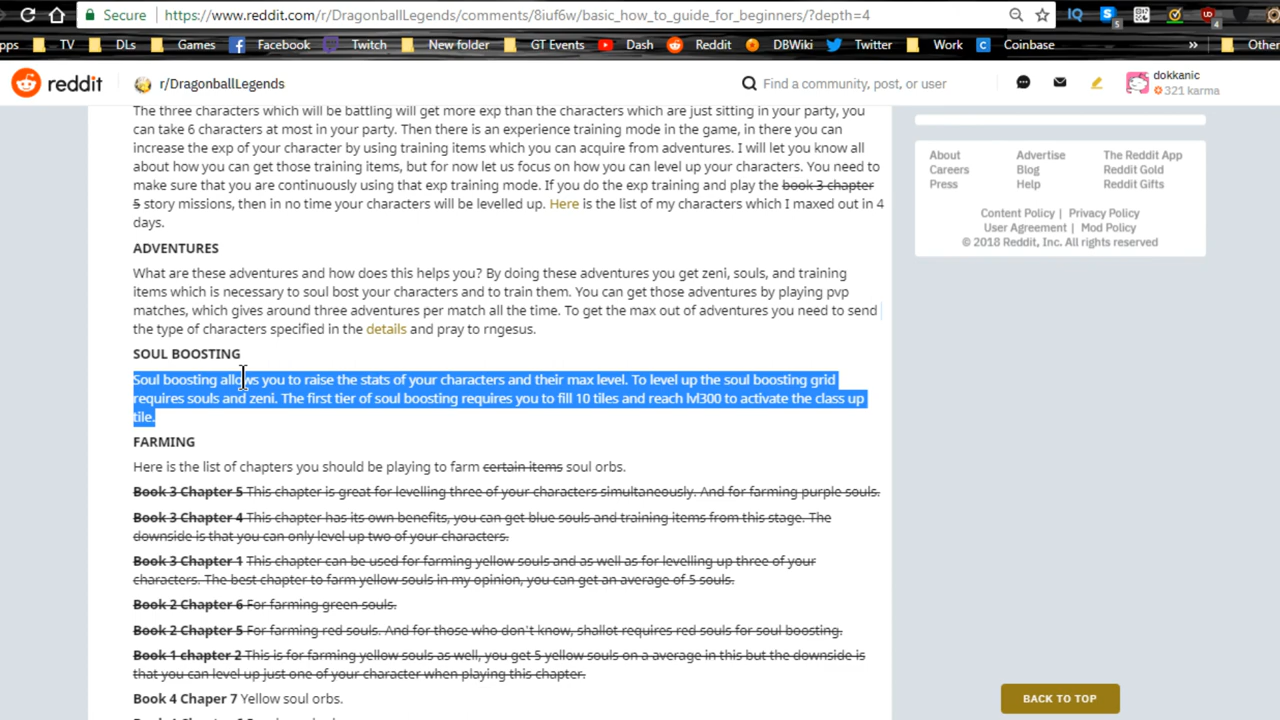 Secure https://www.reddit.com/r/DragonballLegends/comments/8iuf6w/basic_how_to_guide_for_beginners/?depth=4
IQ 5 UD 4
pps TV DLs Games Facebook Twitch New folder GT Events Dash Reddit DBWiki Twitter Work C Coinbase » Other
reddit r/DragonballLegends Find a community, post, or user dokkanic
321 karma
The three characters which will be battling will get more exp than the characters which are just sitting in your party, you
can take 6 characters at most in your party. Then there is an experience training mode in the game, in there you can
increase the exp of your character by using training items which you can acquire from adventures. I will let you know all
about how you can get those training items, but for now let us focus on how you can level up your characters. You need to
make sure that you are continuously using that exp training mode. If you do the exp training and play the book 3 chapter
5 story missions, then in no time your characters will be levelled up. Here is the list of my characters which I maxed out in 4
days.
ADVENTURES
What are these adventures and how does this helps you? By doing these adventures you get zeni, souls, and training
items which is necessary to soul bost your characters and to train them. You can get those adventures by playing pvp
matches, which gives around three adventures per match all the time. To get the max out of adventures you need to send
the type of characters specified in the details and pray to rngesus.
SOUL BOOSTING
Soul boosting allows you to raise the stats of your characters and their max level. To level up the soul boosting grid
requires souls and zeni. The first tier of soul boosting requires you to fill 10 tiles and reach lvl300 to activate the class up
tile.
FARMING
Here is the list of chapters you should be playing to farm certain items soul orbs.
Book 3 Chapter 5 This chapter is great for levelling three of your characters simultaneously. And for farming purple souls.
Book 3 Chapter 4 This chapter has its own benefits, you can get blue souls and training items from this stage. The
downside is that you can only level up two of your characters.
Book 3 Chapter 1 This chapter can be used for farming yellow souls and as well as for levelling up three of your
characters. The best chapter to farm yellow souls in my opinion, you can get an average of 5 souls.
Book 2 Chapter 6 For farming green souls.
Book 2 Chapter 5 For farming red souls. And for those who don't know, shallot requires red souls for soul boosting.
Book 1 chapter 2 This is for farming yellow souls as well, you get 5 yellow souls on a average in this but the downside is
that you can level up just one of your character when playing this chapter.
Book 4 Chaper 7 Yellow soul orbs.
About Advertise The Reddit App
Careers Blog Reddit Gold
Press Help Reddit Gifts
Content Policy | Privacy Policy
User Agreement | Mod Policy
© 2018 Reddit, Inc. All rights reserved
BACK TO TOP